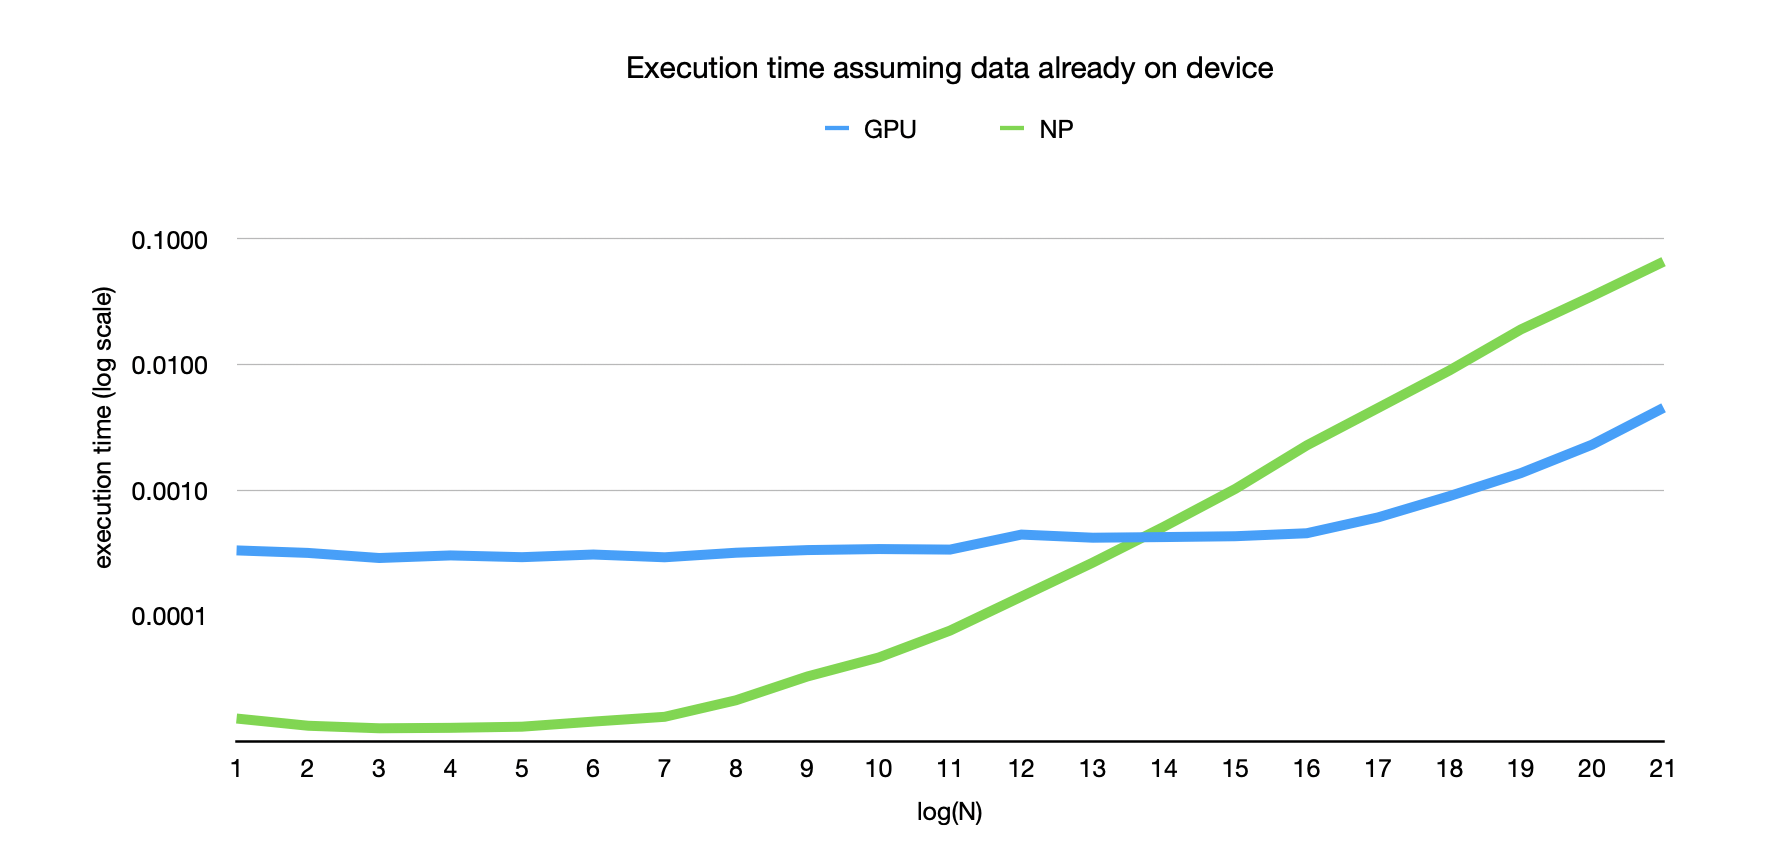 Execution time assuming data already on device
GPU NP
0.1000
0.0100
0.0010
0.0001
execution time (log scale)
1 2 3 4 5 6 7 8 9 10 11 12 13 14 15 16 17 18 19 20 21
log(N)